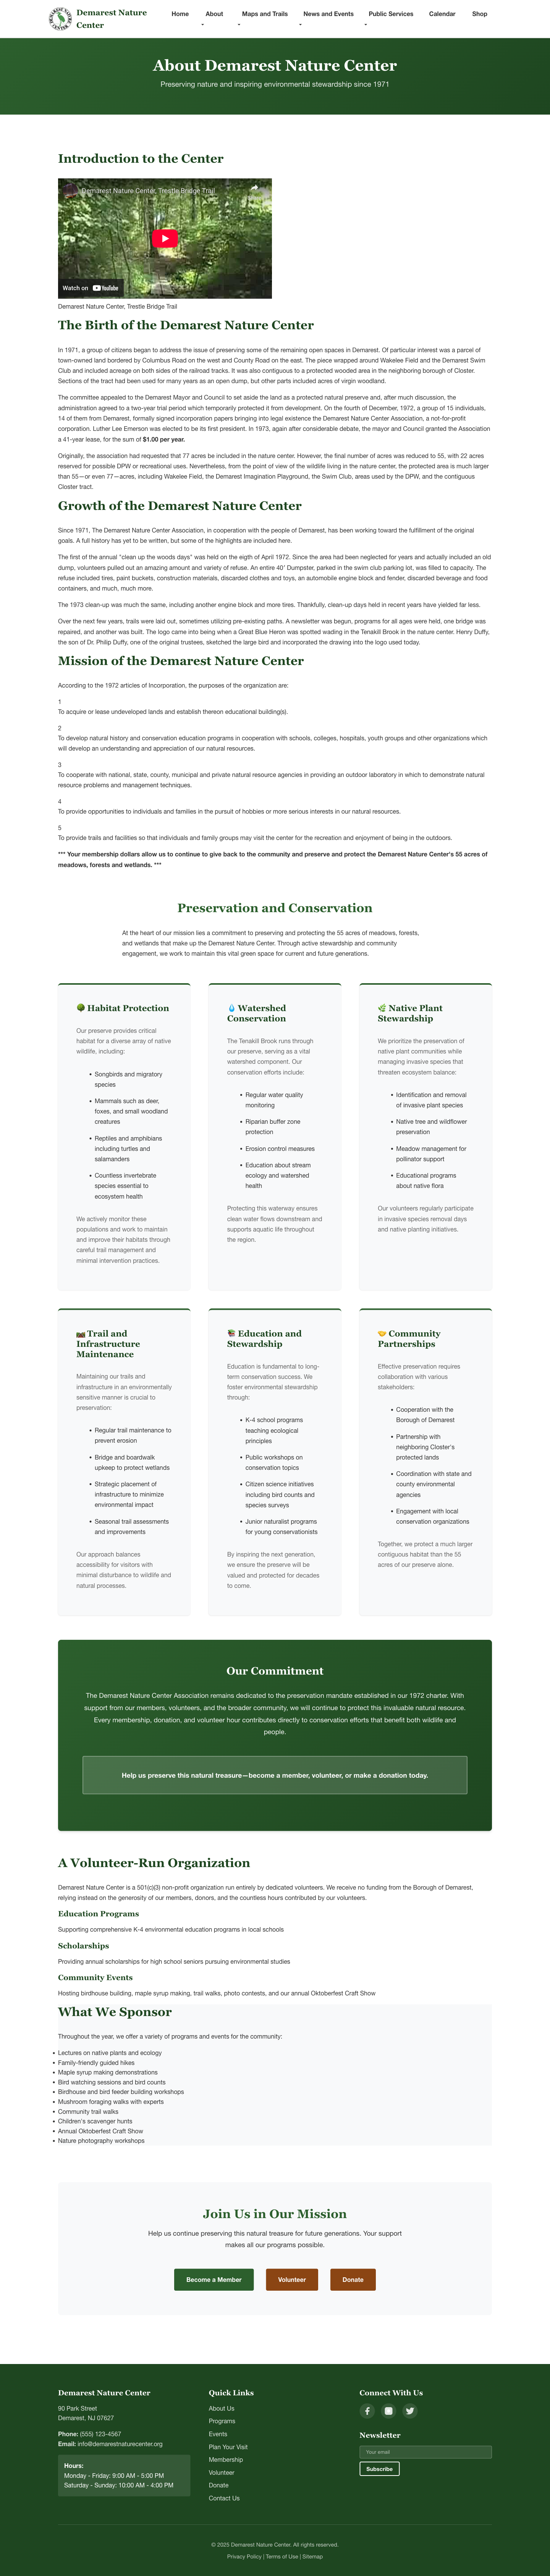 Demarest Nature
Center
Home
About
Maps and Trails
News and Events
Public Services
Calendar
Shop
About Demarest Nature Center
Preserving nature and inspiring environmental stewardship since 1971
Introduction to the Center
Demarest Nature Center, Trestle Bridge Trail
Watch on YouTube
Demarest Nature Center, Trestle Bridge Trail
The Birth of the Demarest Nature Center
In 1971, a group of citizens began to address the issue of preserving some of the remaining open spaces in Demarest. Of particular interest was a parcel of
town-owned land bordered by Columbus Road on the west and County Road on the east. The piece wrapped around Wakelee Field and the Demarest Swim
Club and included acreage on both sides of the railroad tracks. It was also contiguous to a protected wooded area in the neighboring borough of Closter.
Sections of the tract had been used for many years as an open dump, but other parts included acres of virgin woodland.
The committee appealed to the Demarest Mayor and Council to set aside the land as a protected natural preserve and, after much discussion, the
administration agreed to a two-year trial period which temporarily protected it from development. On the fourth of December, 1972, a group of 15 individuals,
14 of them from Demarest, formally signed incorporation papers bringing into legal existence the Demarest Nature Center Association, a not-for-profit
corporation. Luther Lee Emerson was elected to be its first president. In 1973, again after considerable debate, the mayor and Council granted the Association
a 41-year lease, for the sum of $1.00 per year.
Originally, the association had requested that 77 acres be included in the nature center. However, the final number of acres was reduced to 55, with 22 acres
reserved for possible DPW or recreational uses. Nevertheless, from the point of view of the wildlife living in the nature center, the protected area is much larger
than 55—or even 77—acres, including Wakelee Field, the Demarest Imagination Playground, the Swim Club, areas used by the DPW, and the contiguous
Closter tract.
Growth of the Demarest Nature Center
Since 1971, The Demarest Nature Center Association, in cooperation with the people of Demarest, has been working toward the fulfillment of the original
goals. A full history has yet to be written, but some of the highlights are included here.
The first of the annual "clean up the woods days" was held on the eigth of April 1972. Since the area had been neglected for years and actually included an old
dump, volunteers pulled out an amazing amount and variety of refuse. An entire 40' Dumpster, parked in the swim club parking lot, was filled to capacity. The
refuse included tires, paint buckets, construction materials, discarded clothes and toys, an automobile engine block and fender, discarded beverage and food
containers, and much, much more.
The 1973 clean-up was much the same, including another engine block and more tires. Thankfully, clean-up days held in recent years have yielded far less.
Over the next few years, trails were laid out, sometimes utilizing pre-existing paths. A newsletter was begun, programs for all ages were held, one bridge was
repaired, and another was built. The logo came into being when a Great Blue Heron was spotted wading in the Tenakill Brook in the nature center. Henry Duffy,
the son of Dr. Philip Duffy, one of the original trustees, sketched the large bird and incorporated the drawing into the logo used today.
Mission of the Demarest Nature Center
According to the 1972 articles of Incorporation, the purposes of the organization are:
1
To acquire or lease undeveloped lands and establish thereon educational building(s).
2
To develop natural history and conservation education programs in cooperation with schools, colleges, hospitals, youth groups and other organizations which
will develop an understanding and appreciation of our natural resources.
3
To cooperate with national, state, county, municipal and private natural resource agencies in providing an outdoor laboratory in which to demonstrate natural
resource problems and management techniques.
4
To provide opportunities to individuals and families in the pursuit of hobbies or more serious interests in our natural resources.
5
To provide trails and facilities so that individuals and family groups may visit the center for the recreation and enjoyment of being in the outdoors.
*** Your membership dollars allow us to continue to give back to the community and preserve and protect the Demarest Nature Center's 55 acres of
meadows, forests and wetlands. ***
Preservation and Conservation
At the heart of our mission lies a commitment to preserving and protecting the 55 acres of meadows, forests,
and wetlands that make up the Demarest Nature Center. Through active stewardship and community
engagement, we work to maintain this vital green space for current and future generations.
Habitat Protection
Our preserve provides critical
habitat for a diverse array of native
wildlife, including:
• Songbirds and migratory
species
• Mammals such as deer,
foxes, and small woodland
creatures
• Reptiles and amphibians
including turtles and
salamanders
• Countless invertebrate
species essential to
ecosystem health
We actively monitor these
populations and work to maintain
and improve their habitats through
careful trail management and
minimal intervention practices.
Watershed
Conservation
The Tenakill Brook runs through
our preserve, serving as a vital
watershed component. Our
conservation efforts include:
• Regular water quality
monitoring
• Riparian buffer zone
protection
• Erosion control measures
• Education about stream
ecology and watershed
health
Protecting this waterway ensures
clean water flows downstream and
supports aquatic life throughout
the region.
Native Plant
Stewardship
We prioritize the preservation of
native plant communities while
managing invasive species that
threaten ecosystem balance:
• Identification and removal
of invasive plant species
• Native tree and wildflower
preservation
• Meadow management for
pollinator support
• Educational programs
about native flora
Our volunteers regularly participate
in invasive species removal days
and native planting initiatives.
Trail and
Infrastructure
Maintenance
Maintaining our trails and
infrastructure in an environmentally
sensitive manner is crucial to
preservation:
• Regular trail maintenance to
prevent erosion
• Bridge and boardwalk
upkeep to protect wetlands
• Strategic placement of
infrastructure to minimize
environmental impact
• Seasonal trail assessments
and improvements
Our approach balances
accessibility for visitors with
minimal disturbance to wildlife and
natural processes.
Education and
Stewardship
Education is fundamental to long-
term conservation success. We
foster environmental stewardship
through:
• K-4 school programs
teaching ecological
principles
• Public workshops on
conservation topics
• Citizen science initiatives
including bird counts and
species surveys
• Junior naturalist programs
for young conservationists
By inspiring the next generation,
we ensure the preserve will be
valued and protected for decades
to come.
Community
Partnerships
Effective preservation requires
collaboration with various
stakeholders:
• Cooperation with the
Borough of Demarest
• Partnership with
neighboring Closter's
protected lands
• Coordination with state and
county environmental
agencies
• Engagement with local
conservation organizations
Together, we protect a much larger
contiguous habitat than the 55
acres of our preserve alone.
Our Commitment
The Demarest Nature Center Association remains dedicated to the preservation mandate established in our 1972 charter. With
support from our members, volunteers, and the broader community, we will continue to protect this invaluable natural resource.
Every membership, donation, and volunteer hour contributes directly to conservation efforts that benefit both wildlife and
people.
Help us preserve this natural treasure—become a member, volunteer, or make a donation today.
A Volunteer-Run Organization
Demarest Nature Center is a 501(c)(3) non-profit organization run entirely by dedicated volunteers. We receive no funding from the Borough of Demarest,
relying instead on the generosity of our members, donors, and the countless hours contributed by our volunteers.
Education Programs
Supporting comprehensive K-4 environmental education programs in local schools
Scholarships
Providing annual scholarships for high school seniors pursuing environmental studies
Community Events
Hosting birdhouse building, maple syrup making, trail walks, photo contests, and our annual Oktoberfest Craft Show
What We Sponsor
Throughout the year, we offer a variety of programs and events for the community:
• Lectures on native plants and ecology
• Family-friendly guided hikes
• Maple syrup making demonstrations
• Bird watching sessions and bird counts
• Birdhouse and bird feeder building workshops
• Mushroom foraging walks with experts
• Community trail walks
• Children's scavenger hunts
• Annual Oktoberfest Craft Show
• Nature photography workshops
Join Us in Our Mission
Help us continue preserving this natural treasure for future generations. Your support
makes all our programs possible.
Become a Member
Volunteer
Donate
Demarest Nature Center
90 Park Street
Demarest, NJ 07627
Phone: (555) 123-4567
Email: info@demarestnaturecenter.org
Hours:
Monday - Friday: 9:00 AM - 5:00 PM
Saturday - Sunday: 10:00 AM - 4:00 PM
Quick Links
About Us
Programs
Events
Plan Your Visit
Membership
Volunteer
Donate
Contact Us
Connect With Us
Newsletter
Your email
Subscribe
© 2025 Demarest Nature Center. All rights reserved.
Privacy Policy | Terms of Use | Sitemap